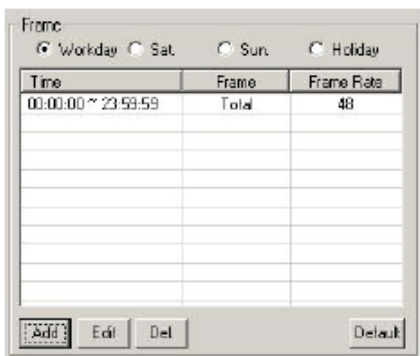 Frame
Workday Sat. Sun. Holiday
Time Frame Frame Rate
00:00:00 ~ 23:59:59 Total 48
Add Edit Del Default